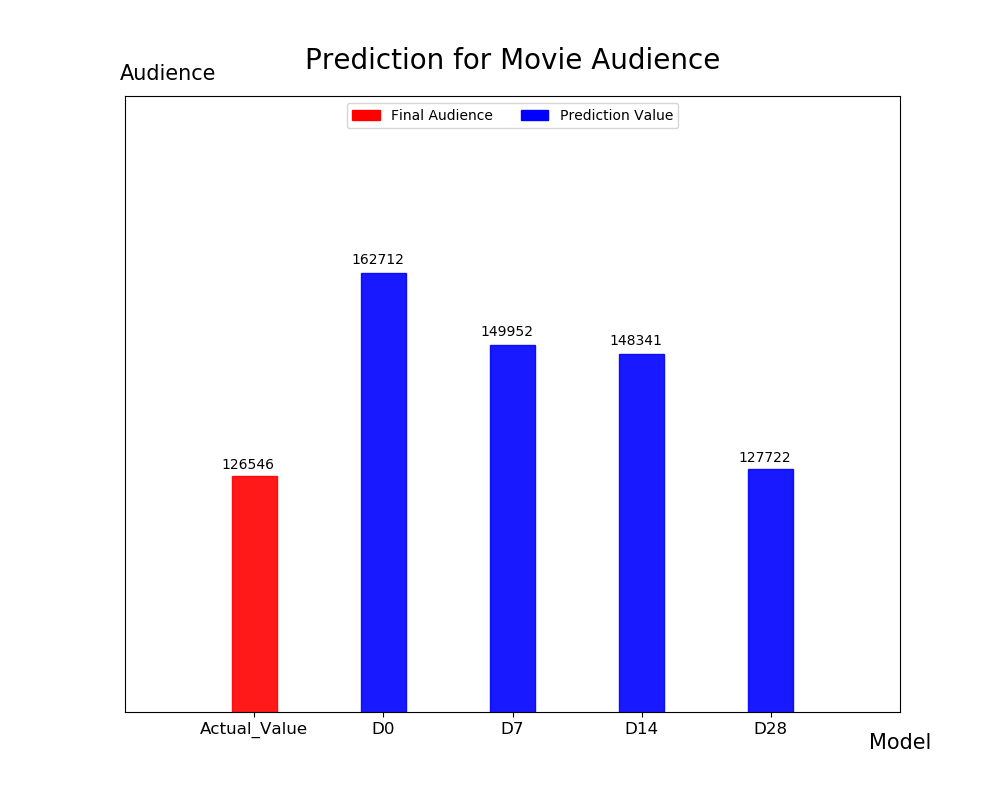 Prediction for Movie Audience
Audience
Final Audience
Prediction Value
162712
149952
148341
127722
126546
Actual_Value
D0
D7
D14
D28
Model